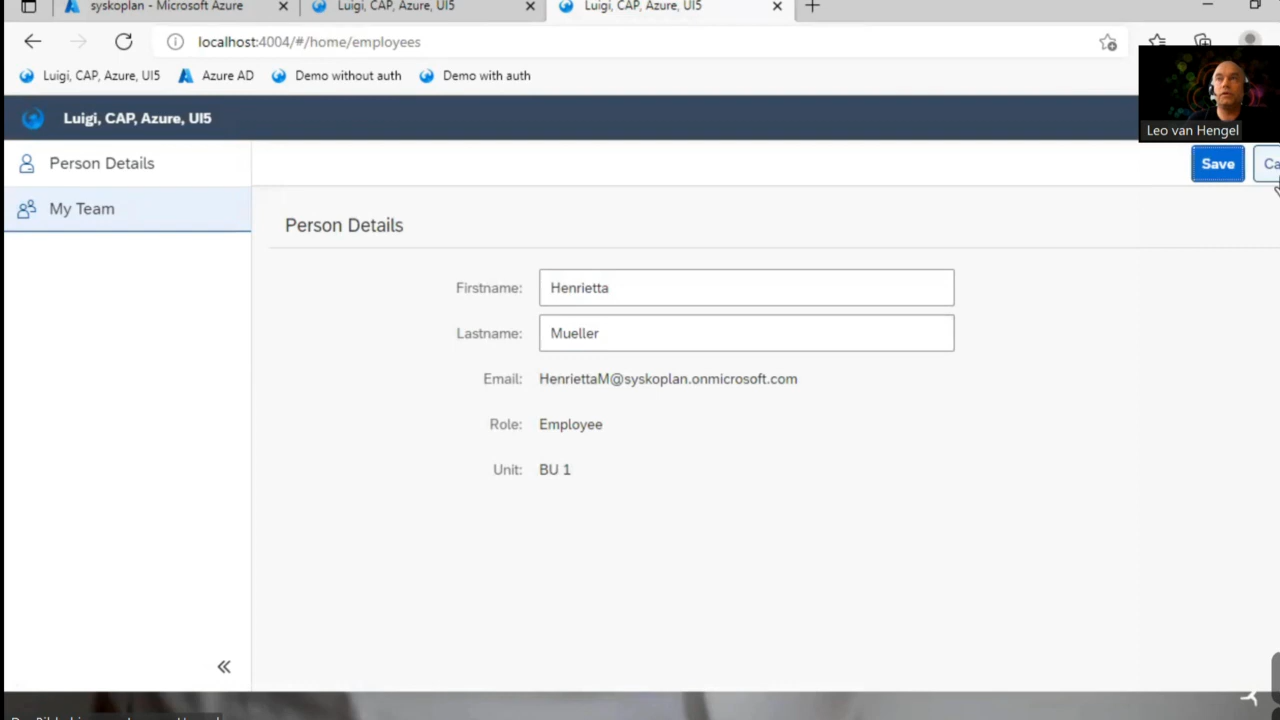 syskoplan - Microsoft Azure
Luigi, CAP, Azure, UI5
Luigi, CAP, Azure, UI5
localhost:4004/#/home/employees
Luigi, CAP, Azure, UI5
Azure AD
Demo without auth
Demo with auth
Luigi, CAP, Azure, UI5
Leo van Hengel
Person Details
Save
Ca
My Team
Person Details
Firstname: Henrietta
Lastname: Mueller
Email: HenriettaM@syskoplan.onmicrosoft.com
Role: Employee
Unit: BU 1